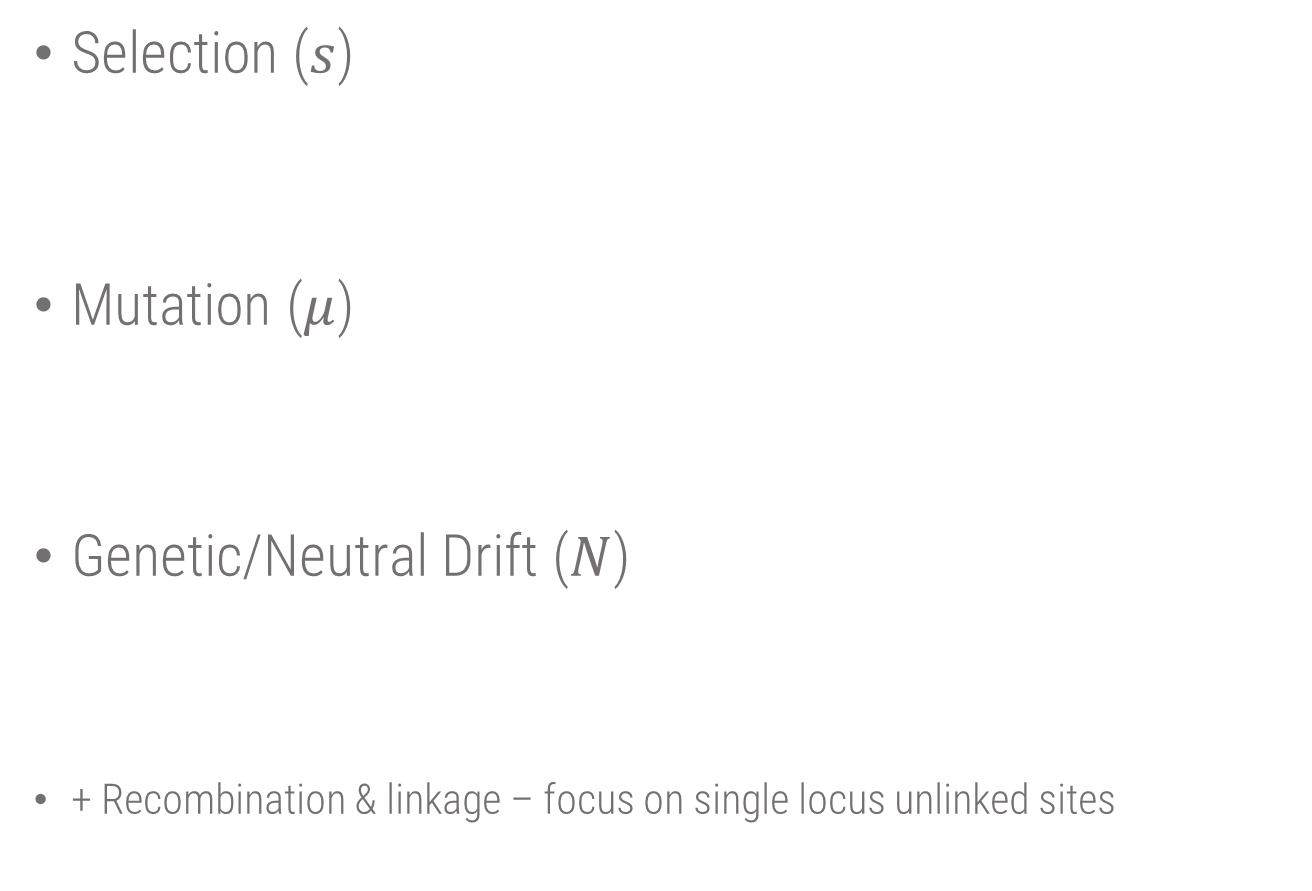 • Selection (s)
• Mutation (μ)
• Genetic/Neutral Drift (N)
• + Recombination & linkage – focus on single locus unlinked sites